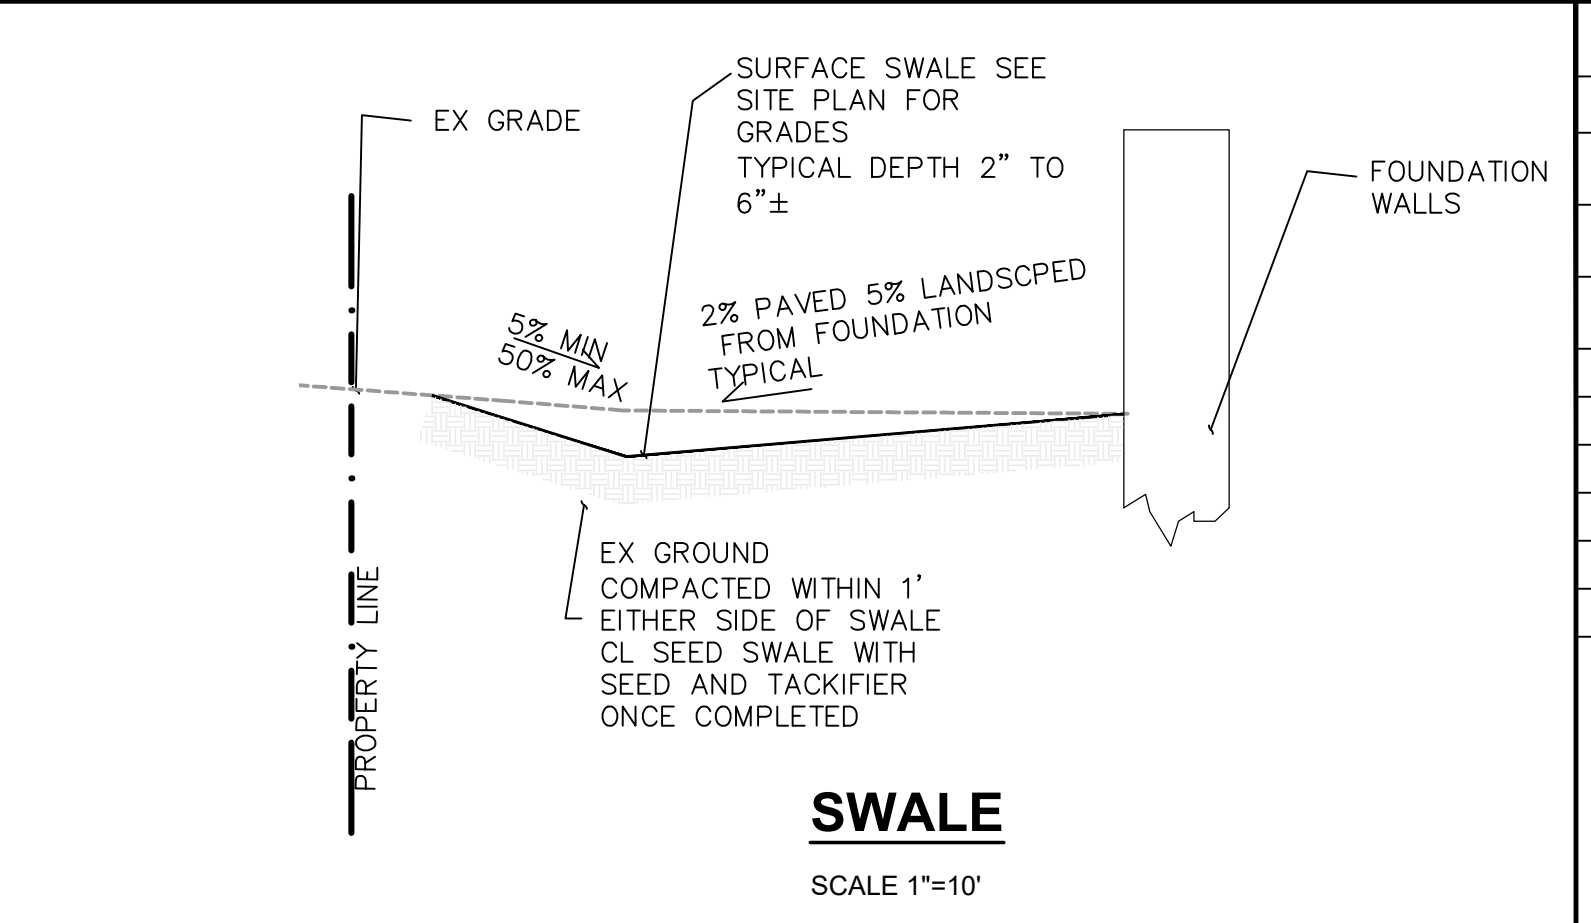 SURFACE SWALE SEE
SITE PLAN FOR
GRADES
TYPICAL DEPTH 2” TO
6”±
EX GRADE
FOUNDATION
WALLS
5% MIN
50% MAX
2% PAVED 5% LANDSCPED
FROM FOUNDATION
TYPICAL
EX GROUND
COMPACTED WITHIN 1’
EITHER SIDE OF SWALE
CL SEED SWALE WITH
SEED AND TACKIFIER
ONCE COMPLETED
PROPERTY LINE
SWALE
SCALE 1"=10'